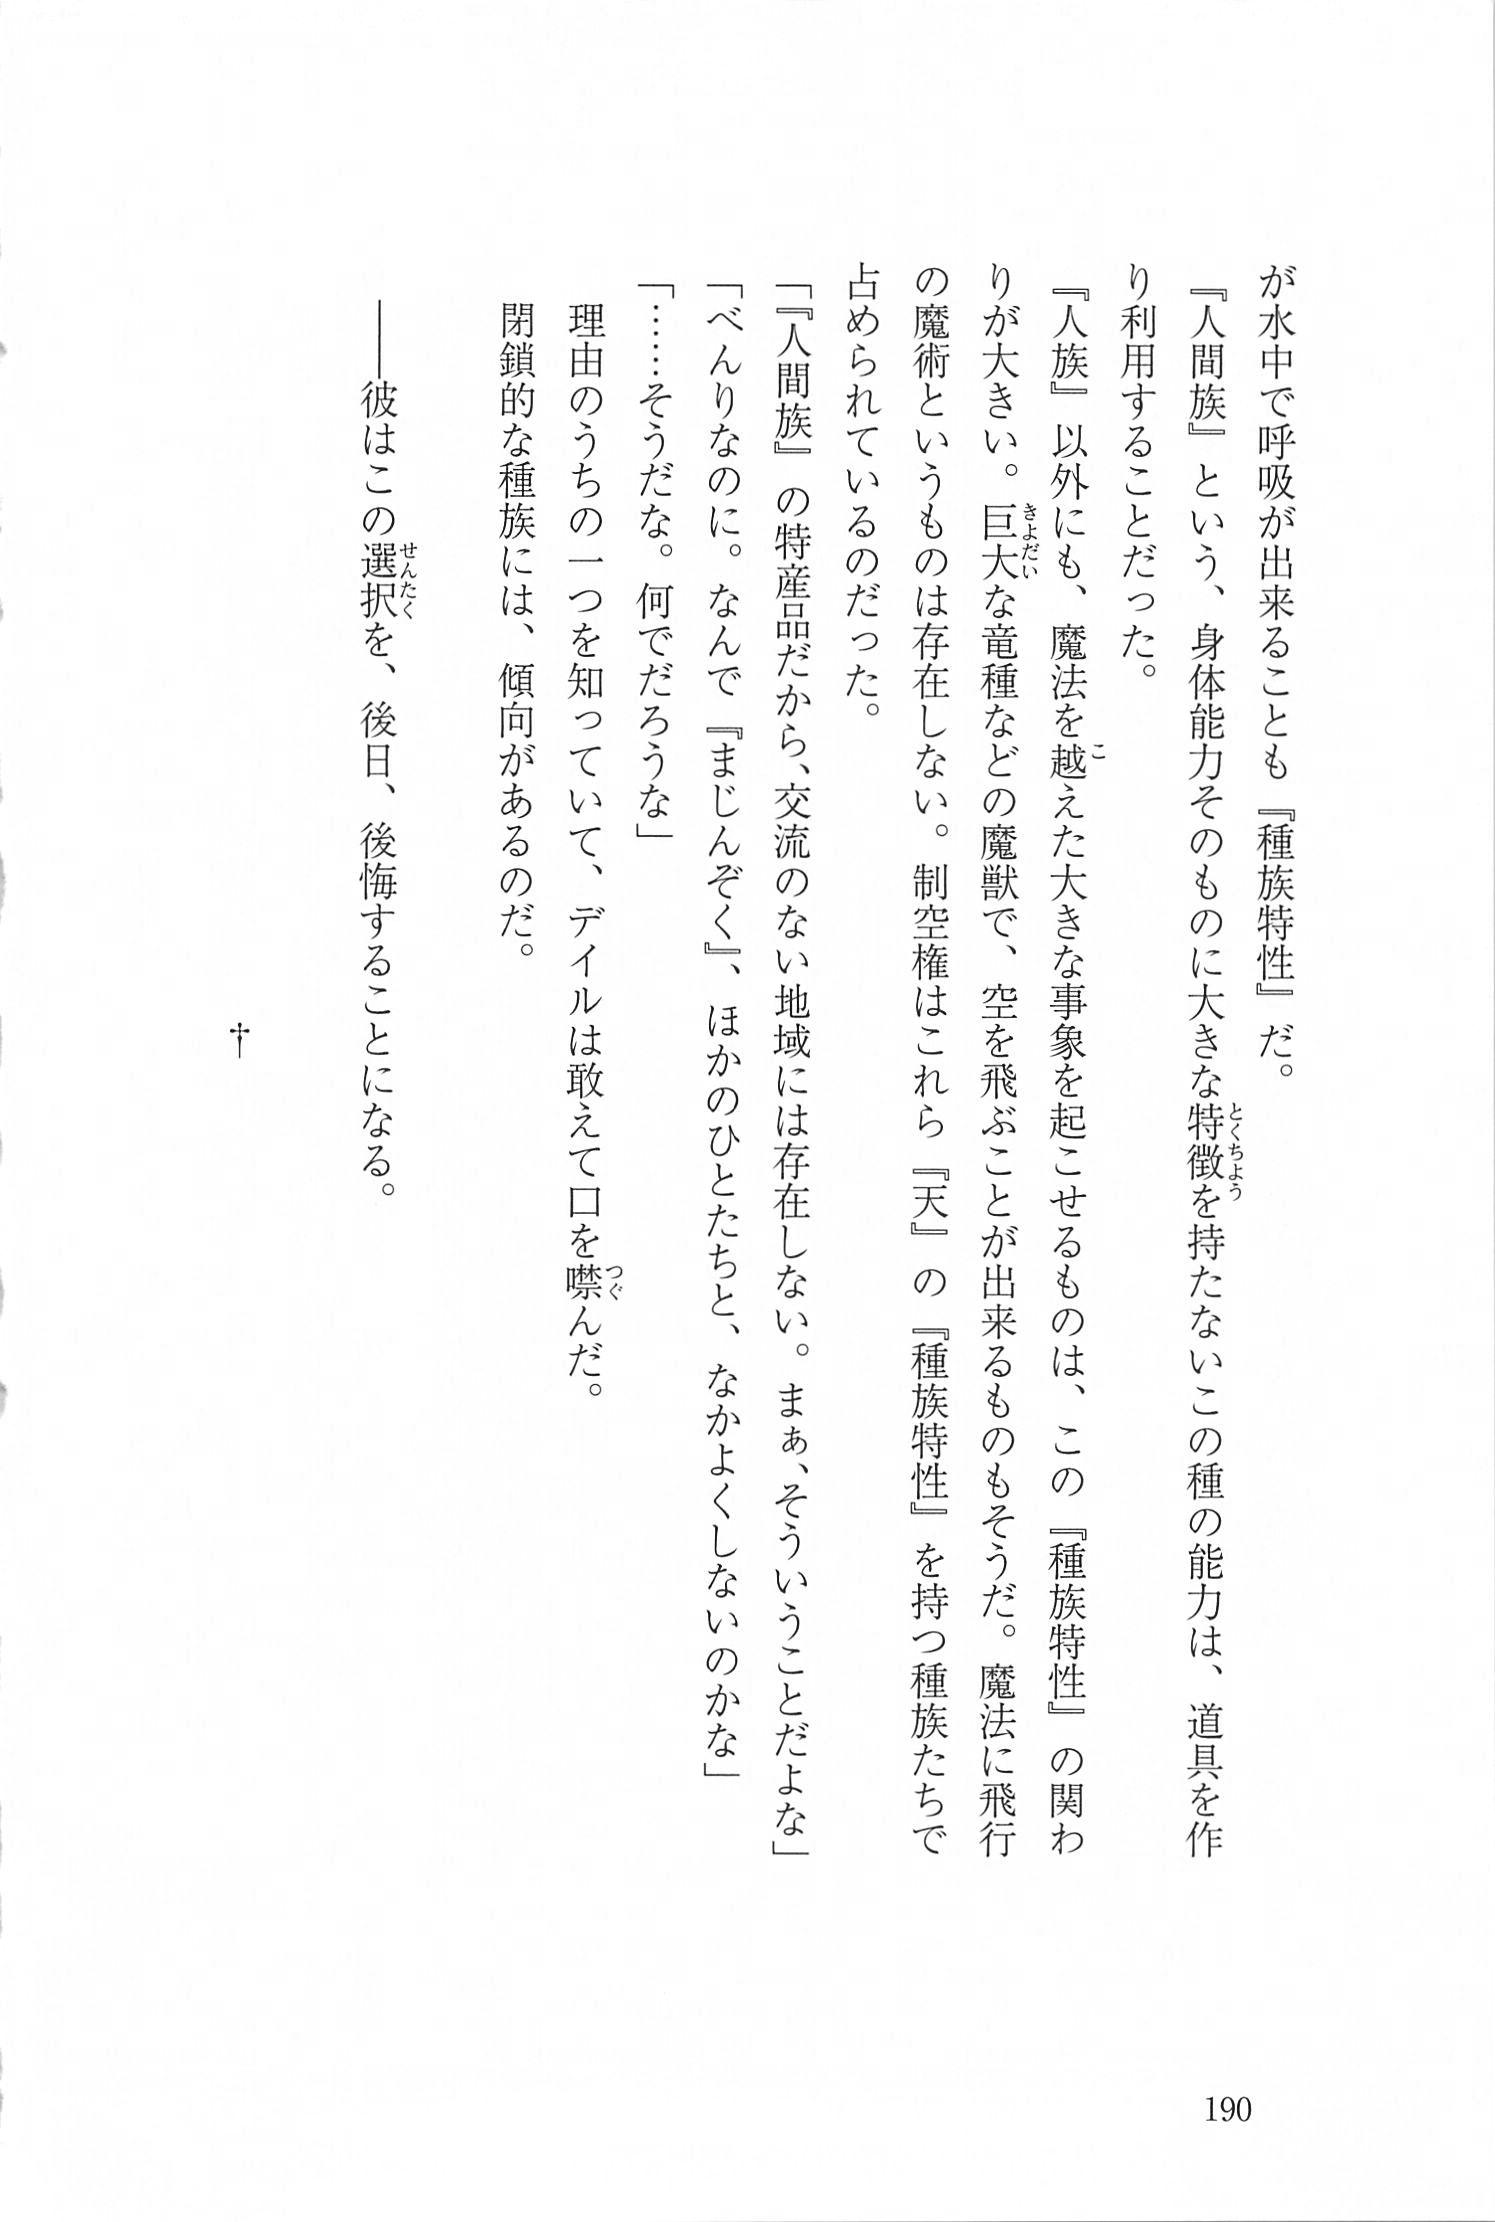 が水中で呼吸が出来ることも『種族特性』だ。
『人間族』という、身体能力そのものに大きな特徴を持たないこの種の能力は、道具を作
り利用することだった。
『人族』以外にも、魔法を越えた大きな事象を起こせるものは、この『種族特性』の関わ
りが大きい。巨大な竜種などの魔獣で、空を飛ぶことが出来るものもそうだ。魔法に飛行
の魔術というものは存在しない。制空権はこれら『天』の『種族特性』を持つ種族たちで
占められているのだった。
「『人間族』の特産品だから、交流のない地域には存在しない。まぁ、そういうことだよな」
「べんりなのに。なんで『まじんぞく』、ほかのひとたちと、なかよくしないのかな」
「……そうだな。何でだろうな」
理由のうちの一つを知っていて、デイルは敢えて口を噤んだ。
閉鎖的な種族には、傾向があるのだ。
――彼はこの選択を、後日、後悔することになる。
†
190